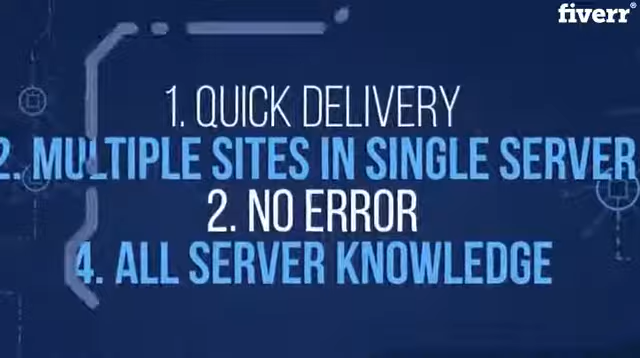 fiverr®
1. QUICK DELIVERY
2. MULTIPLE SITES IN SINGLE SERVER
2. NO ERROR
4. ALL SERVER KNOWLEDGE